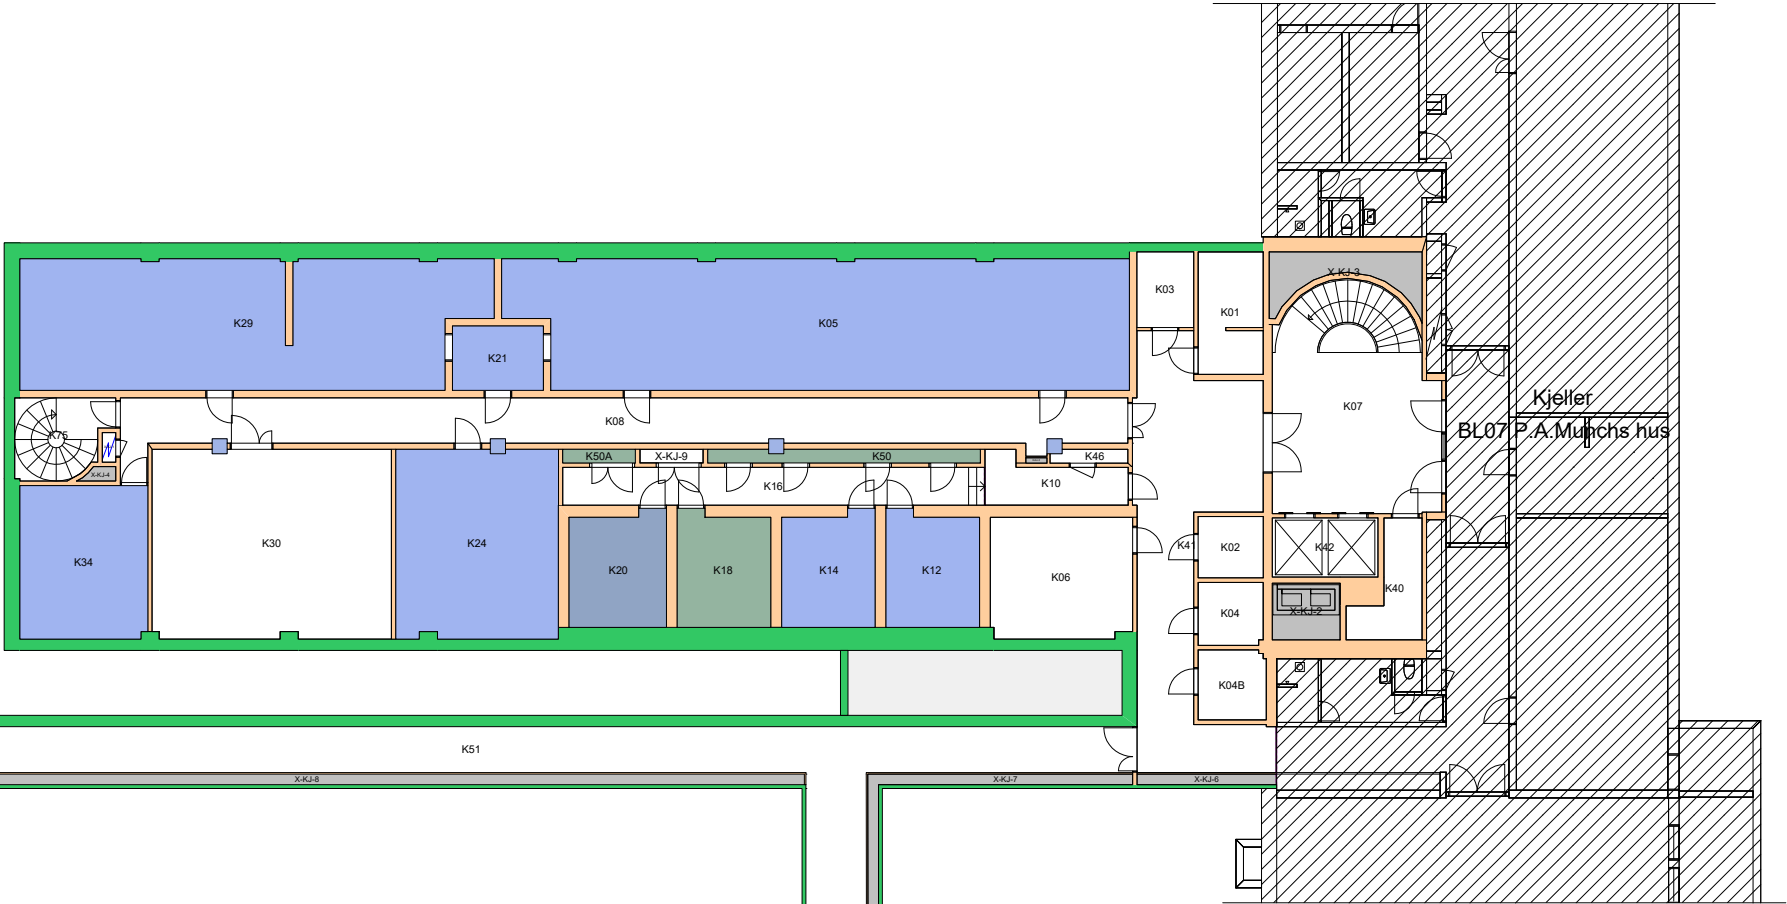 X-KJ-3
K03
K01
K29
K05
K21
Kjeller
K07
K08
BL07 P.A.Munchs hus
K75
K50A
X-KJ-9
K50
K46
X-KJ-4
K16
K10
K30
K24
K41
K02
K42
K34
K20
K18
K14
K12
K06
K40
K04
X-KJ-2
K04B
K51
X-KJ-8
X-KJ-7
X-KJ-6